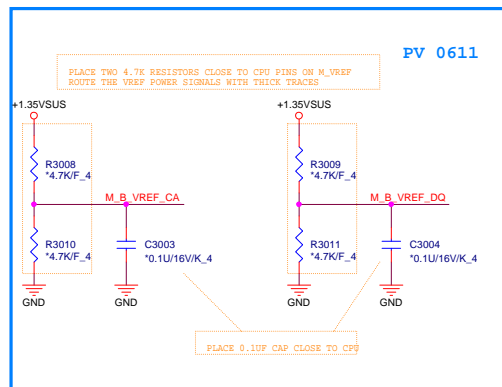 PV 0611
PLACE TWO 4.7K RESISTORS CLOSE TO CPU PINS ON M_VREF
ROUTE THE VREF POWER SIGNALS WITH THICK TRACES
+1.35VSUS
+1.35VSUS
R3008
*4.7K/F_4
R3009
*4.7K/F_4
M_B_VREF_CA
M_B_VREF_DQ
R3010
*4.7K/F_4
C3003
*0.1U/16V/K_4
R3011
*4.7K/F_4
C3004
*0.1U/16V/K_4
GND
GND
GND
GND
PLACE 0.1UF CAP CLOSE TO CPU